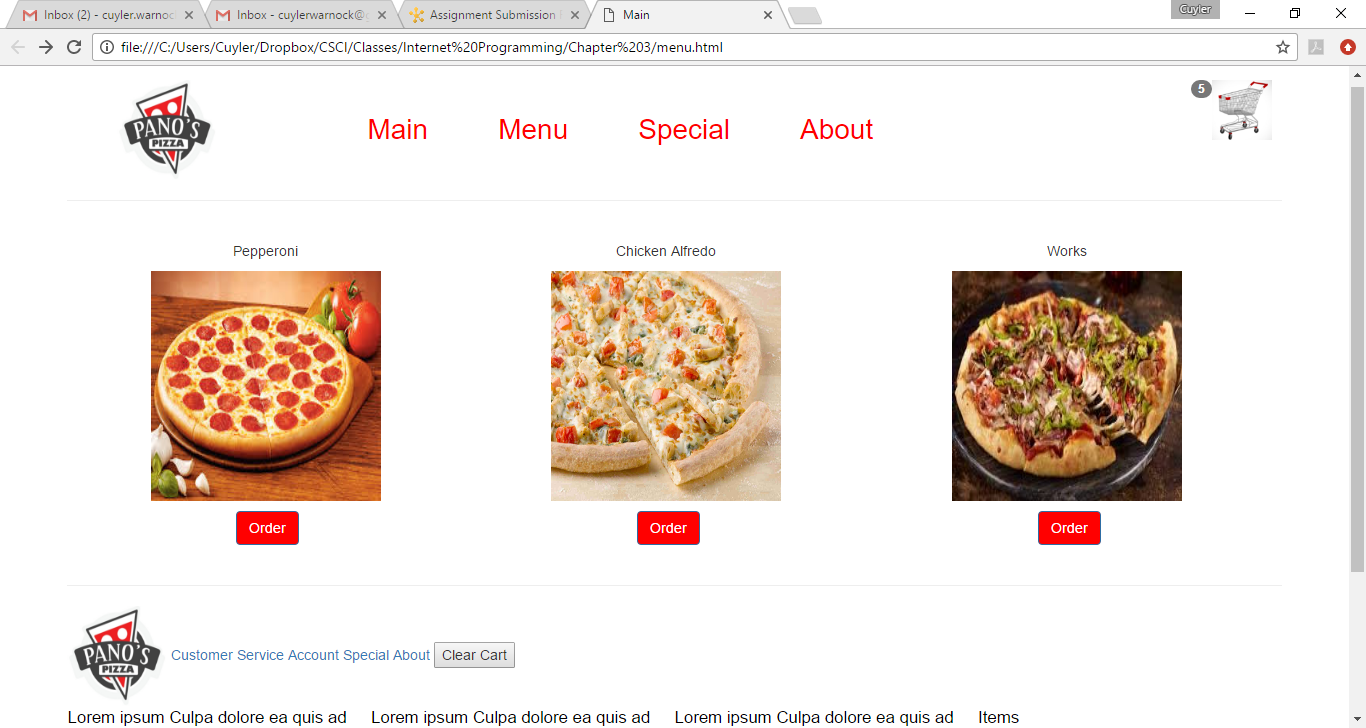 Inbox (2) - cuyler.warnoc
Inbox - cuylerwarnock@
Assignment Submission
Main
Cuyler
file:///C:/Users/Cuyler/Dropbox/CSCI/Classes/Internet%20Programming/Chapter%203/menu.html
PANO'S
PIZZA
Main Menu Special About
5
Pepperoni Chicken Alfredo Works
Order Order Order
PANO'S
PIZZA
Customer Service Account Special About Clear Cart
Lorem ipsum Culpa dolore ea quis ad Lorem ipsum Culpa dolore ea quis ad Lorem ipsum Culpa dolore ea quis ad Items